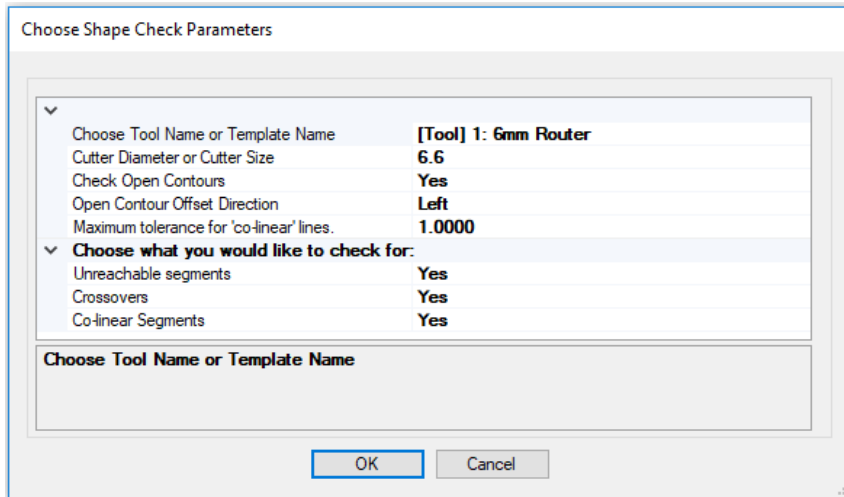 Choose Shape Check Parameters
Choose Tool Name or Template Name [Tool] 1: 6mm Router
Cutter Diameter or Cutter Size 6.6
Check Open Contours Yes
Open Contour Offset Direction Left
Maximum tolerance for 'co-linear' lines. 1.0000
Choose what you would like to check for:
Unreachable segments Yes
Crossovers Yes
Co-linear Segments Yes
Choose Tool Name or Template Name
OK Cancel